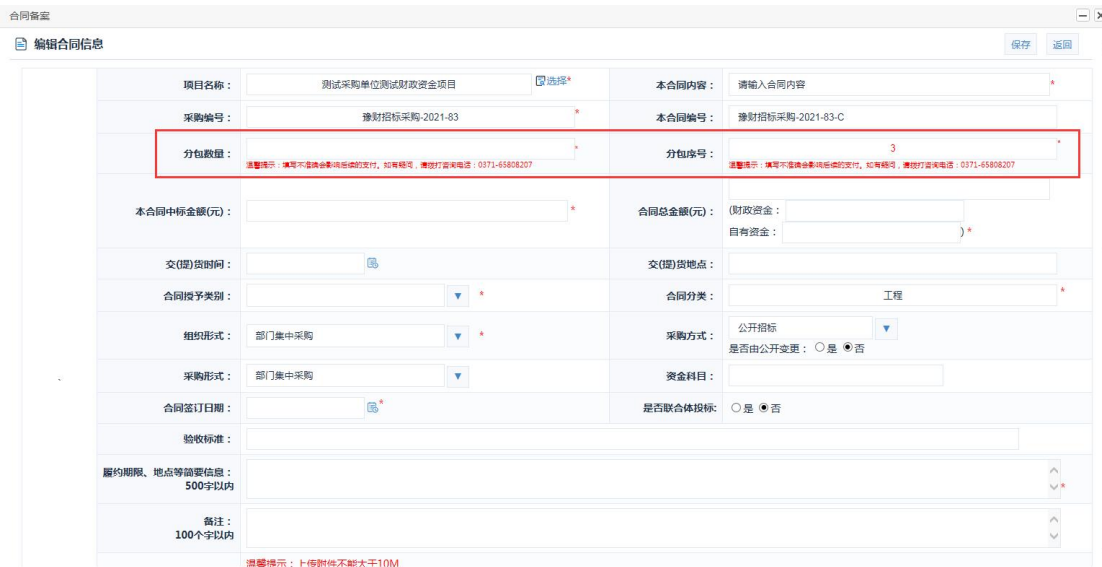 合同备案
编辑合同信息
保存 返回
项目名称： 测试采购单位测试财政资金项目 选择* 本合同内容： 请输入合同内容 *
采购编号： 豫财招标采购-2021-83 * 本合同编号： 豫财招标采购-2021-83-C
分包数量： * 分包序号： 3 *
温馨提示：填写不准确会影响后续的支付。如有疑问，请拨打咨询电话：0371-65808207 温馨提示：填写不准确会影响后续的支付。如有疑问，请拨打咨询电话：0371-65808207
本合同中标金额(元)： * 合同总金额(元)： (财政资金：
自有资金： ) *
交(提)货时间： 交(提)货地点：
合同授予类别： * 合同分类： 工程 *
组织形式： 部门集中采购 * 采购方式： 公开招标
是否由公开变更： 是 否
采购形式： 部门集中采购 资金科目：
合同签订日期： * 是否联合体投标: 是 否
验收标准：
履约期限、地点等简要信息：
500字以内 *
备注：
100个字以内
温馨提示：上传附件不能大于10M